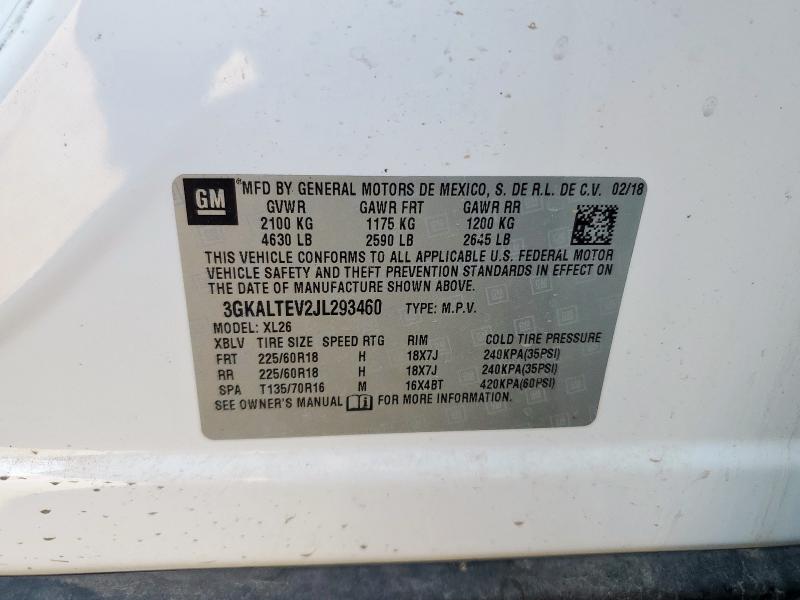 GM ®MFD BY GENERAL MOTORS DE MEXICO, S. DE R.L. DE C.V. 02/18
GVWR GAWR FRT GAWR RR
2100 KG 1175 KG 1200 KG
4630 LB 2590 LB 2645 LB
THIS VEHICLE CONFORMS TO ALL APPLICABLE U.S. FEDERAL MOTOR
VEHICLE SAFETY AND THEFT PREVENTION STANDARDS IN EFFECT ON
THE DATE OF MANUFACTURE SHOWN ABOVE.
3GKALTEV2JL293460 TYPE: M.P.V.
MODEL: XL26
XBLV TIRE SIZE SPEED RTG RIM COLD TIRE PRESSURE
FRT 225/60R18 H 18X7J 240KPA(35PSI)
RR 225/60R18 H 18X7J 240KPA(35PSI)
SPA T135/70R16 M 16X4BT 420KPA(60PSI)
SEE OWNER'S MANUAL FOR MORE INFORMATION.